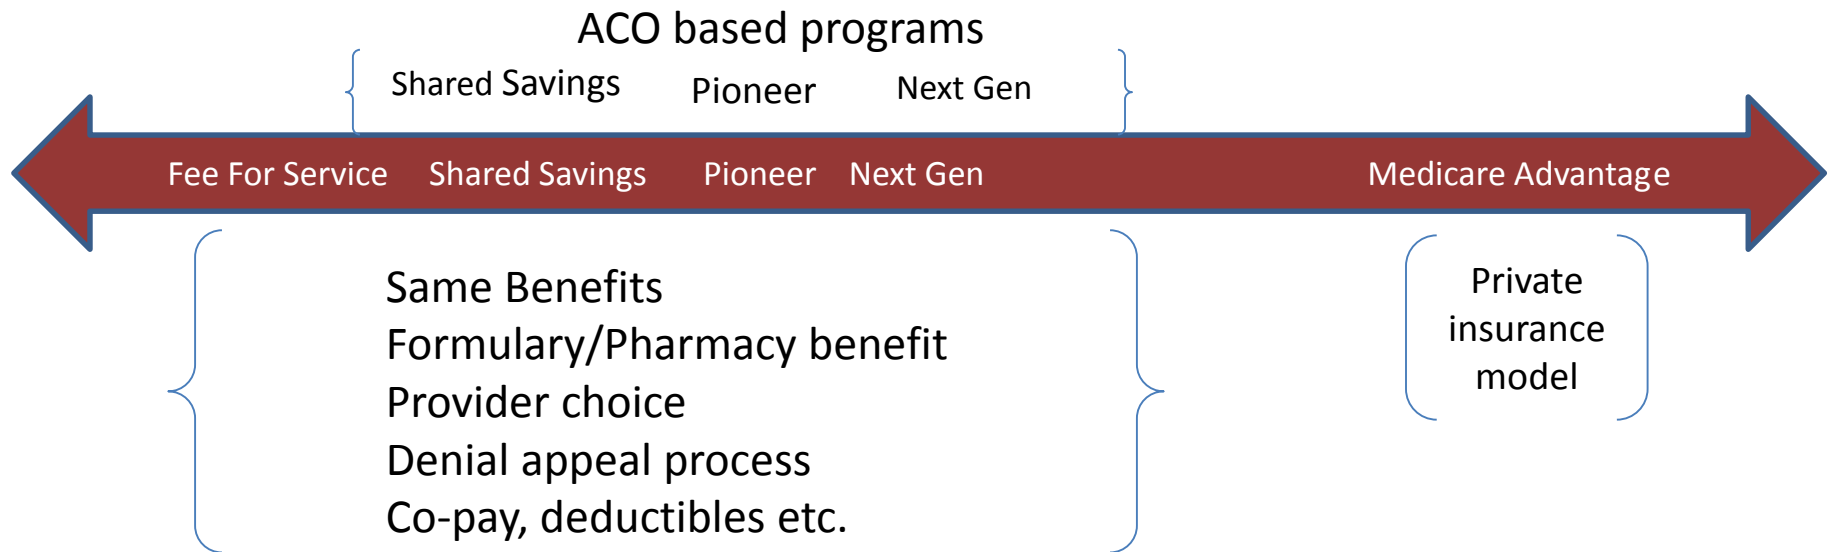 ACO based programs
Shared Savings Pioneer Next Gen
Fee For Service Shared Savings Pioneer Next Gen Medicare Advantage
Same Benefits
Formulary/Pharmacy benefit
Provider choice
Denial appeal process
Co-pay, deductibles etc.
Private
insurance
model